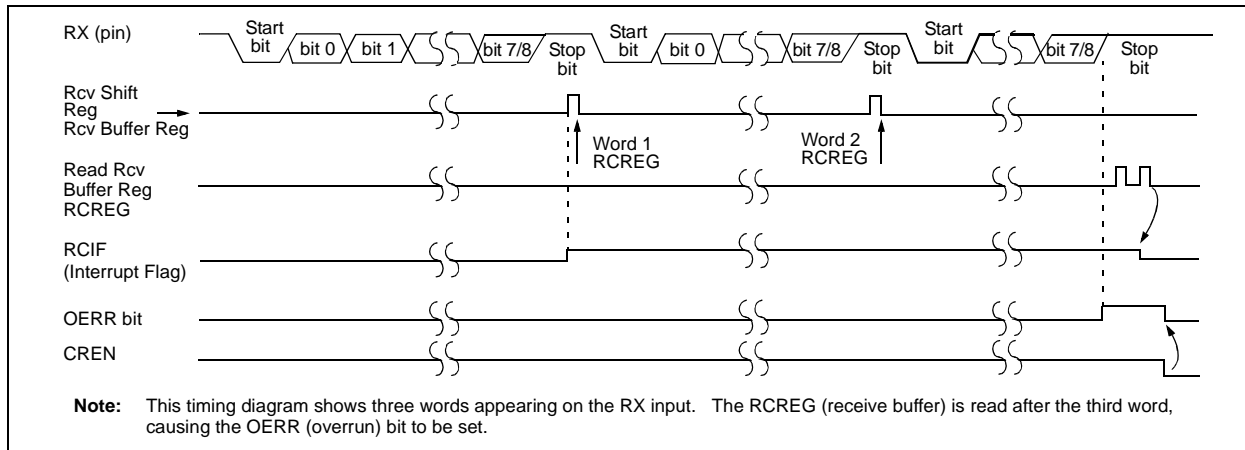 RX (pin)
Start
bit
bit 0
bit 1
bit 7/8
Stop
bit
Start
bit
bit 0
bit 7/8
Stop
bit
Start
bit
bit 7/8
Stop
bit
Rcv Shift
Reg
Rcv Buffer Reg
Word 1
RCREG
Word 2
RCREG
Read Rcv
Buffer Reg
RCREG
RCIF
(Interrupt Flag)
OERR bit
CREN
Note: This timing diagram shows three words appearing on the RX input. The RCREG (receive buffer) is read after the third word,
causing the OERR (overrun) bit to be set.